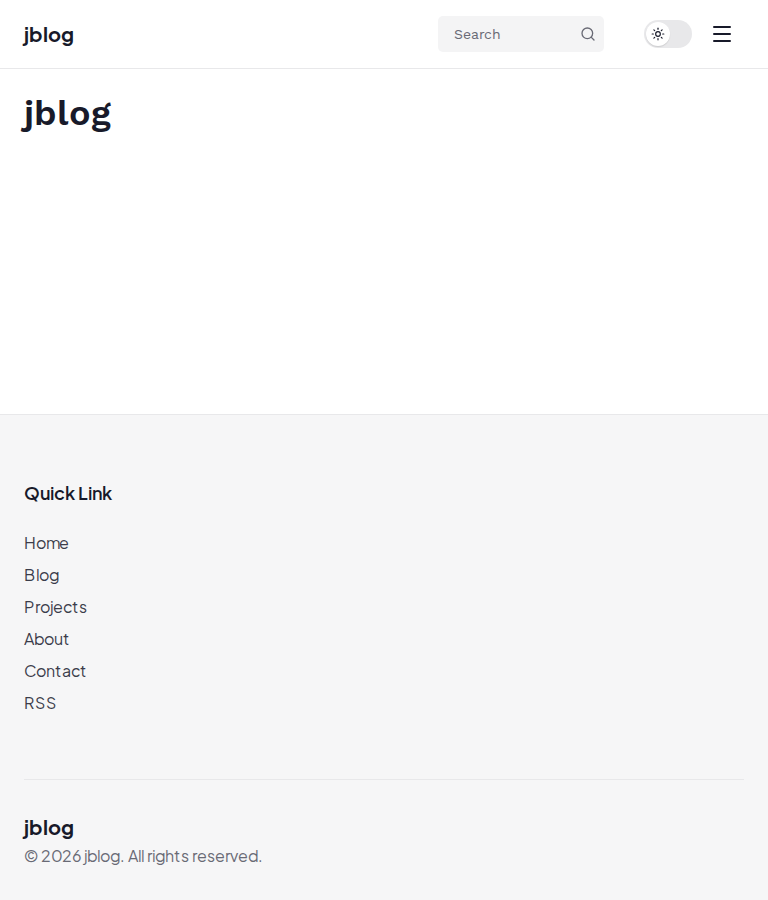 jblog
Search
jblog
Quick Link
Home
Blog
Projects
About
Contact
RSS
jblog
© 2026 jblog. All rights reserved.